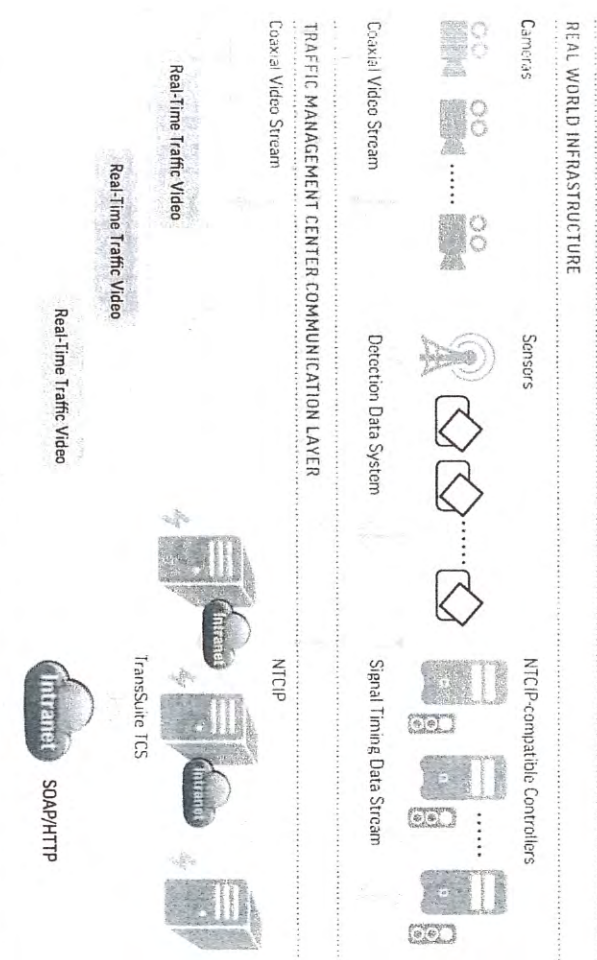 REAL WORLD INFRASTRUCTURE
Cameras
Sensors
NTCIP-compatible Controllers
Coaxial Video Stream
Detection Data System
Signal Timing Data Stream
TRAFFIC MANAGEMENT CENTER COMMUNICATION LAYER
Coaxial Video Stream
NTCIP
Real-Time Traffic Video
Intranet
Intranet
TransSuite TCS
Real-Time Traffic Video
Real-Time Traffic Video
Intranet
SOAP/HTTP